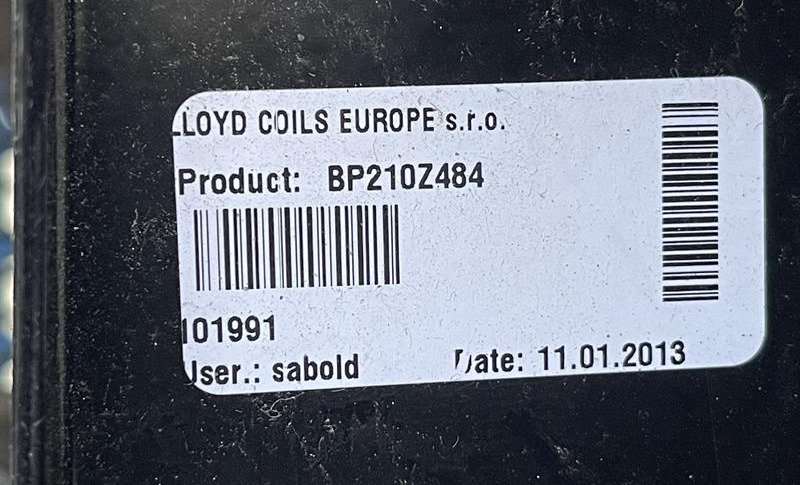 LLOYD COILS EUROPE s.r.o.
Product: BP210Z484
101991
User.: sabold Date: 11.01.2013